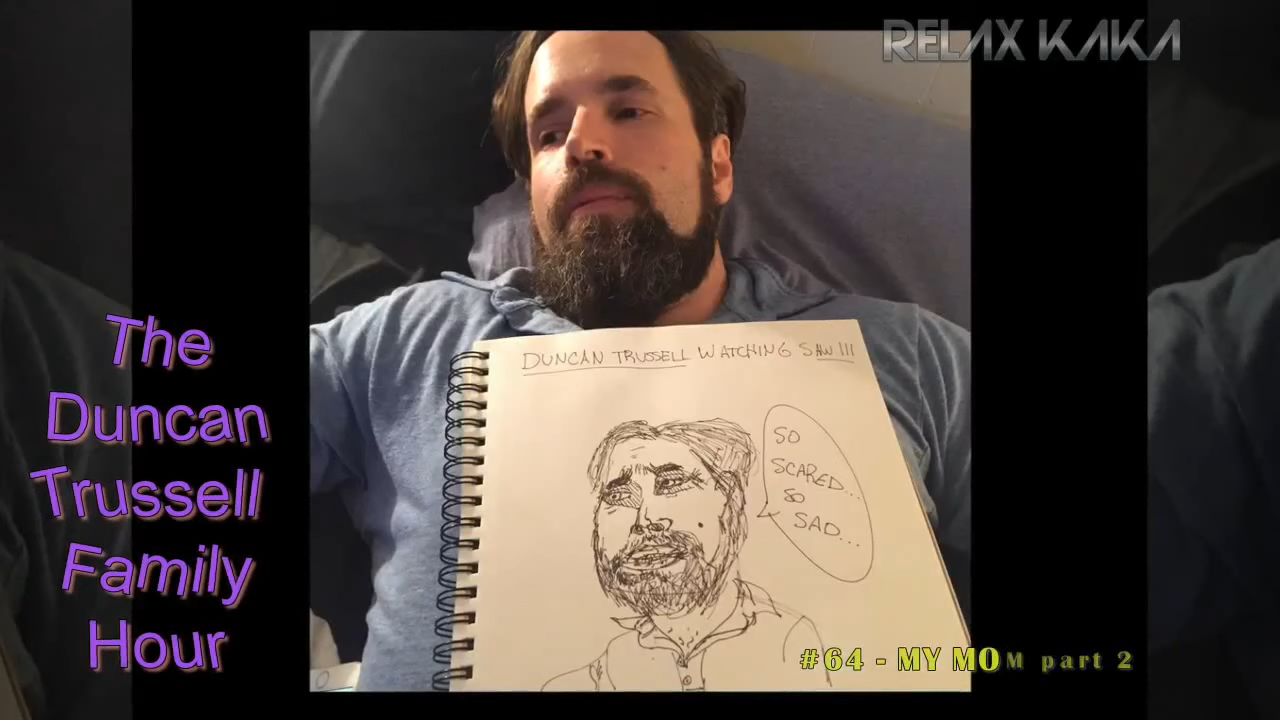 RELAX KAKA
The
Duncan
Trussell
Family
Hour
DUNCAN TRUSSELL WATCHING SAW III
SO
SCARED...
SO
SAD...
#64 - MY MOM part 2